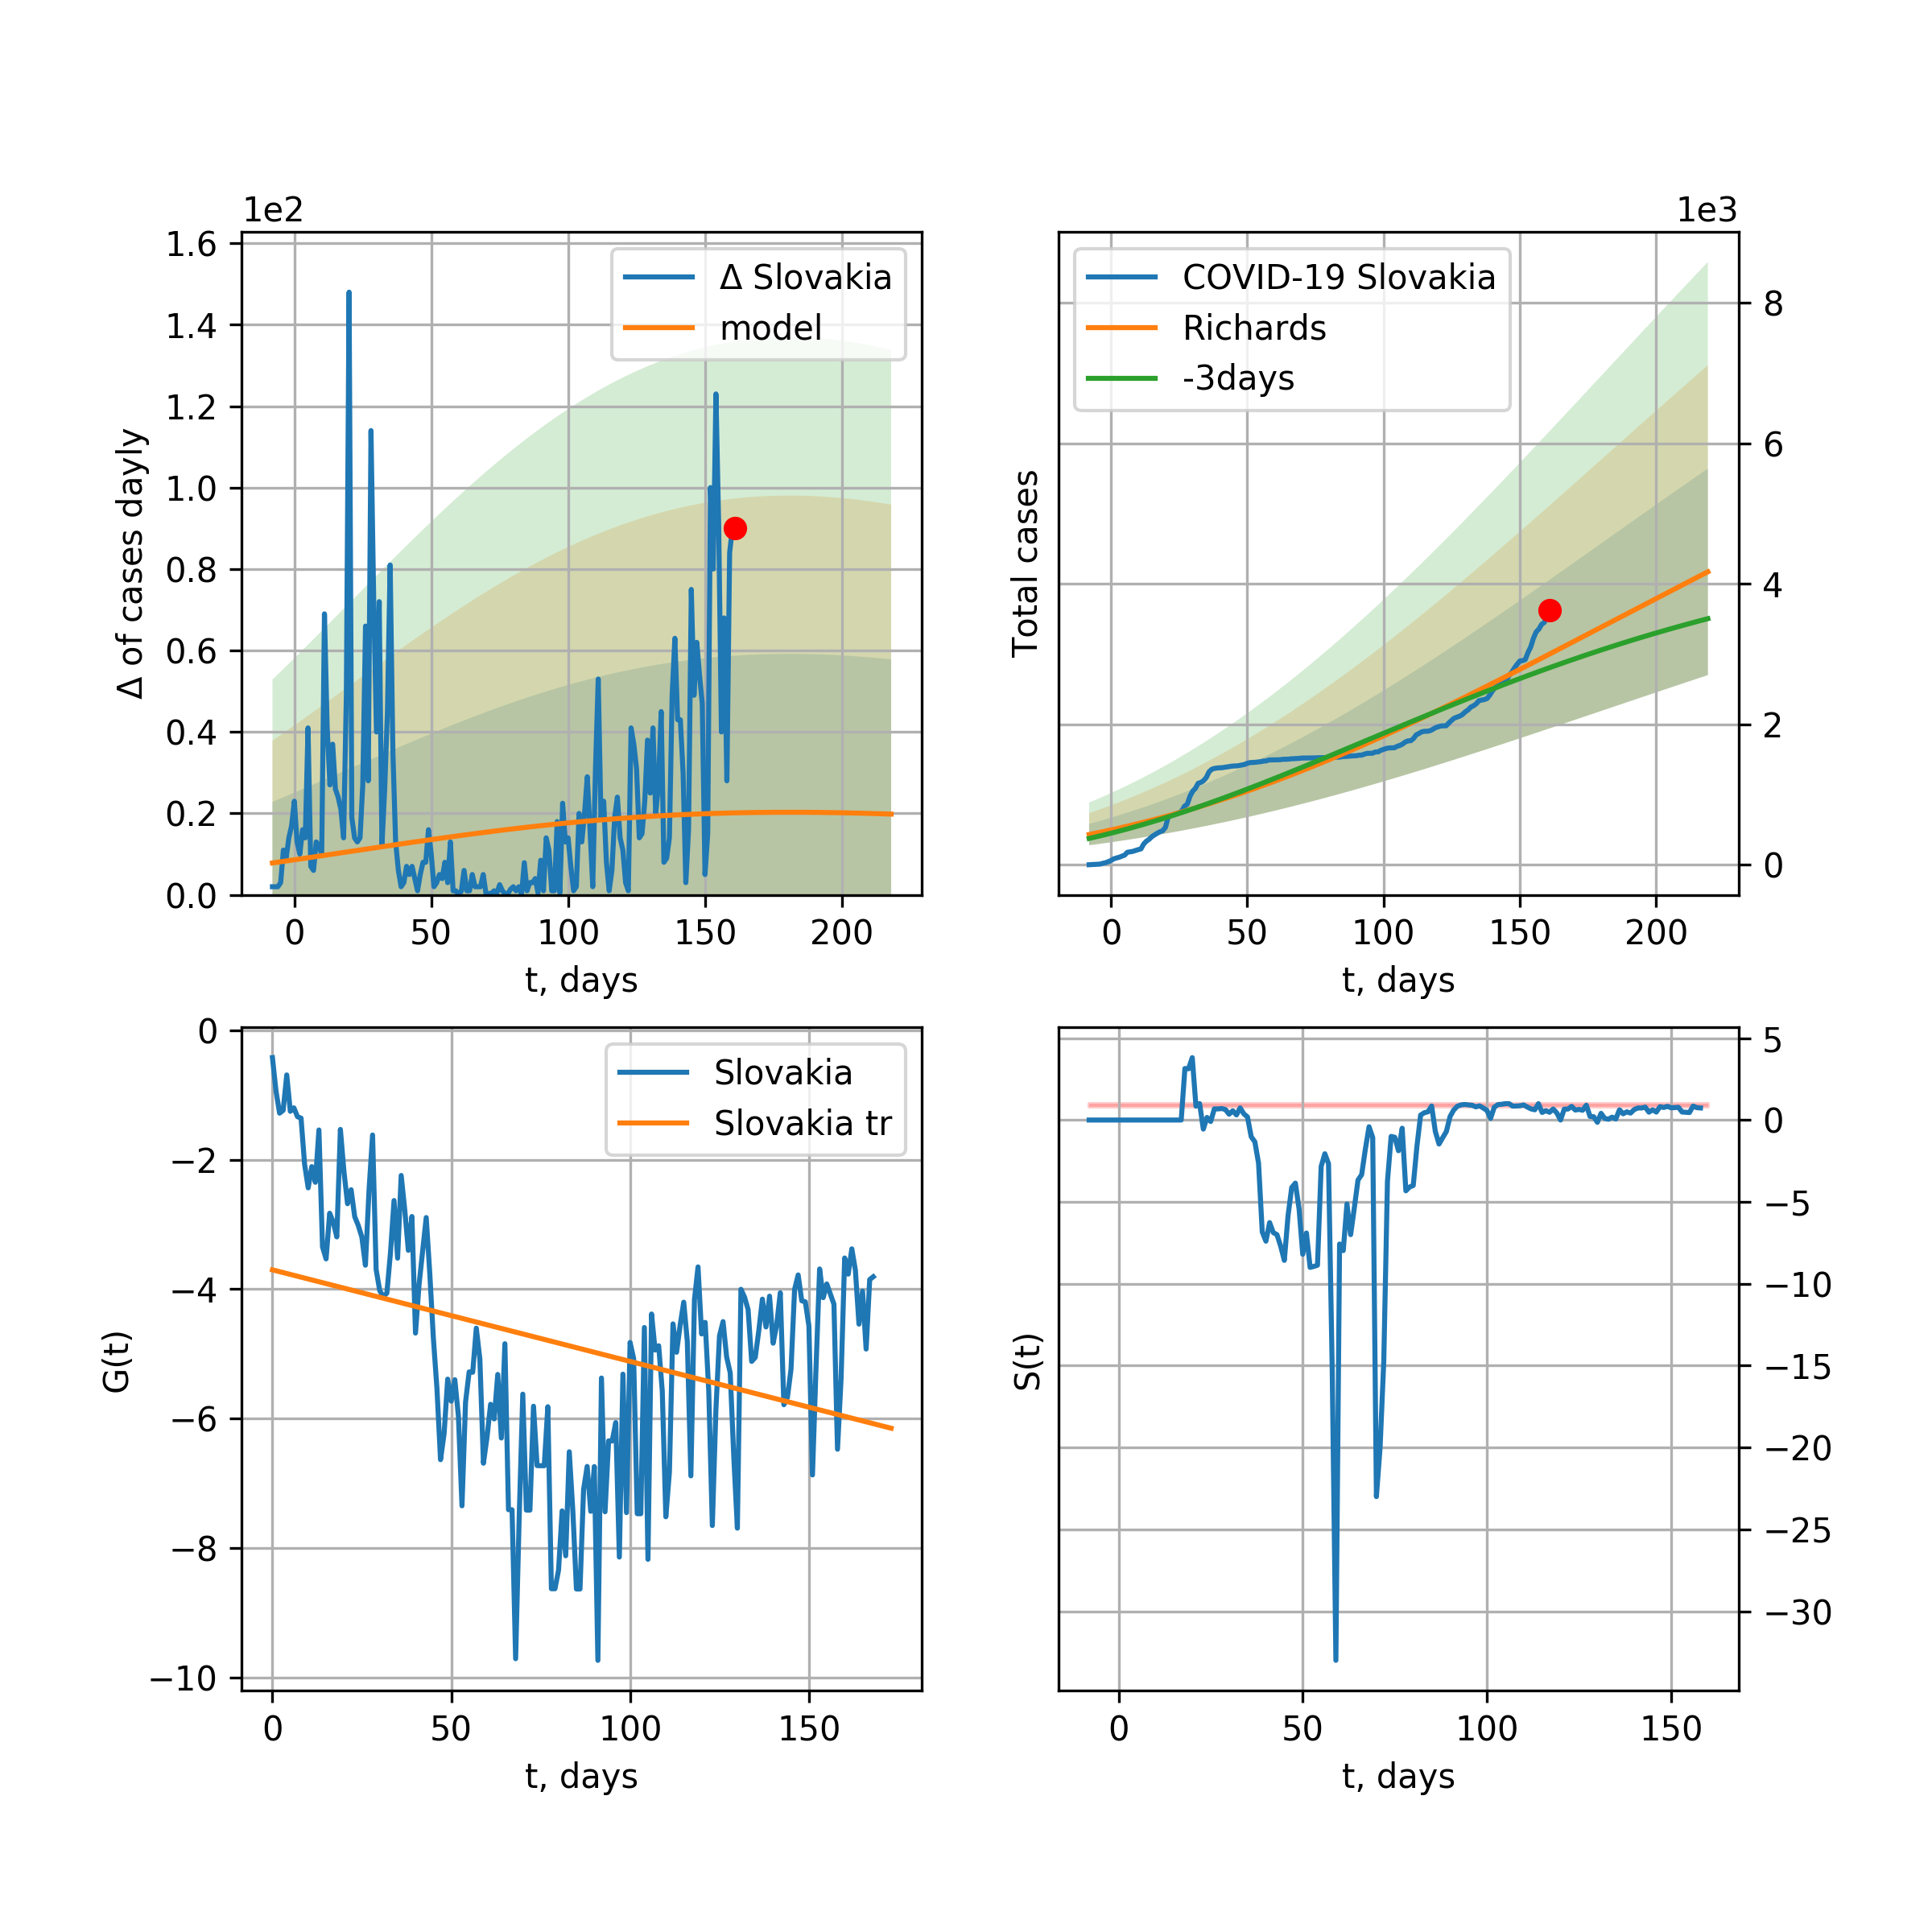 1e2
1.6
1.4
1.2
1.0
0.8
0.6
0.4
0.2
0.0
Δ of cases dayly
Δ Slovakia
model
0 50 100 150 200
t, days
1e3
COVID-19 Slovakia
Richards
-3days
Total cases
8
6
4
2
0
0 50 100 150 200
t, days
0
−2
−4
−6
−8
−10
G(t)
Slovakia
Slovakia tr
0 50 100 150
t, days
S(t)
5
0
−5
−10
−15
−20
−25
−30
0 50 100 150
t, days